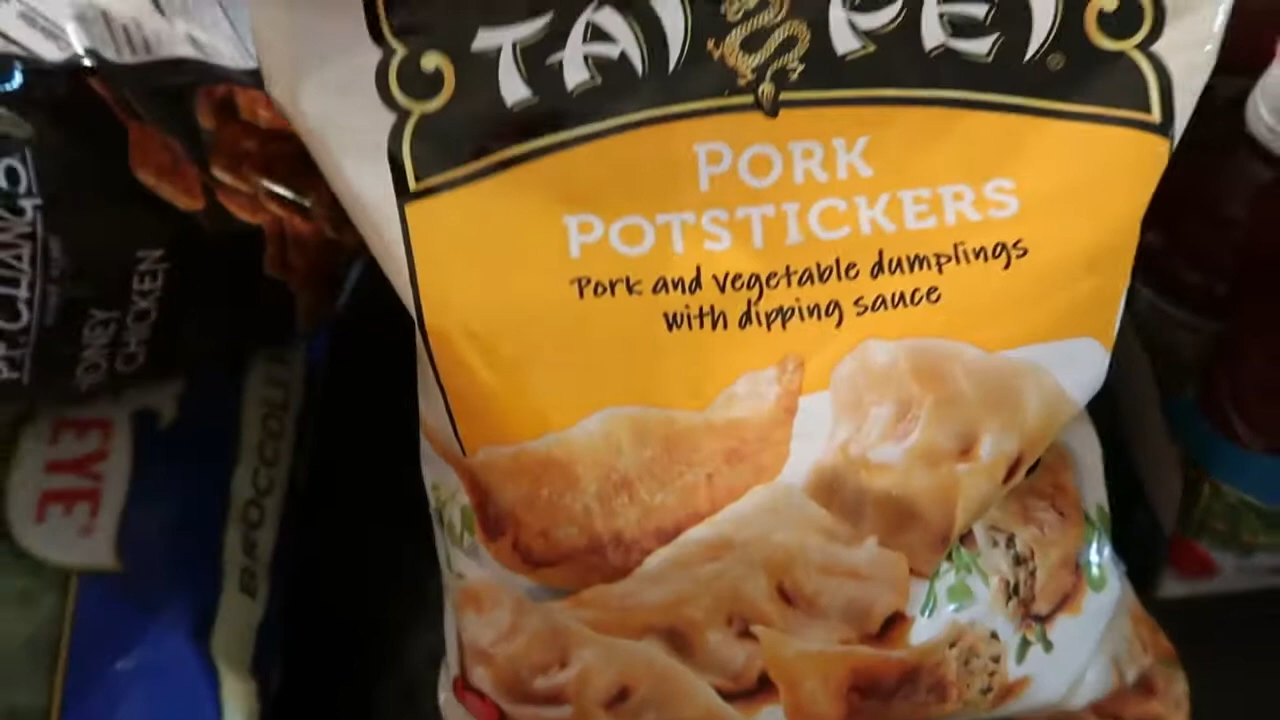 TAI PEI
PORK
POTSTICKERS
Pork and vegetable dumplings
with dipping sauce
P.F. CHANG'S
HONEY
CHICKEN
EYE
BROCCOLI